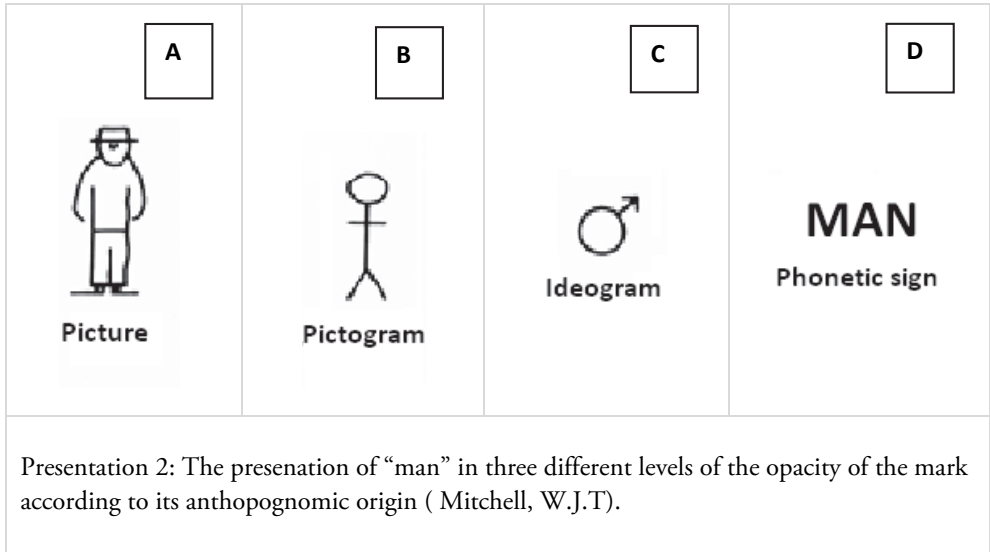 A
B
C
D
Picture
Pictogram
Ideogram
MAN
Phonetic sign
Presentation 2: The presenation of “man” in three different levels of the opacity of the mark
according to its anthopognomic origin ( Mitchell, W.J.T).